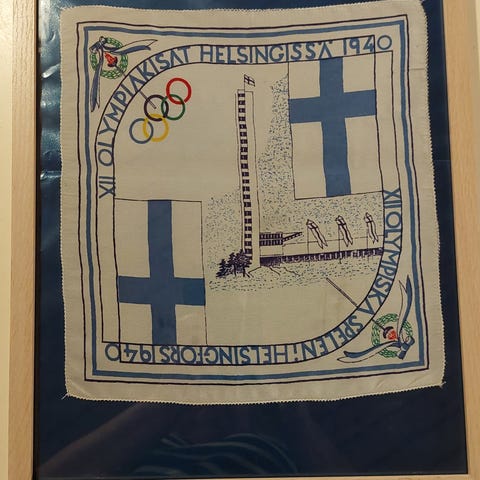 XII OLYMPIAKISAT HELSINGISSÄ 1940
XII OLYMPISKA SPELEN I HELSINGFORS 1940